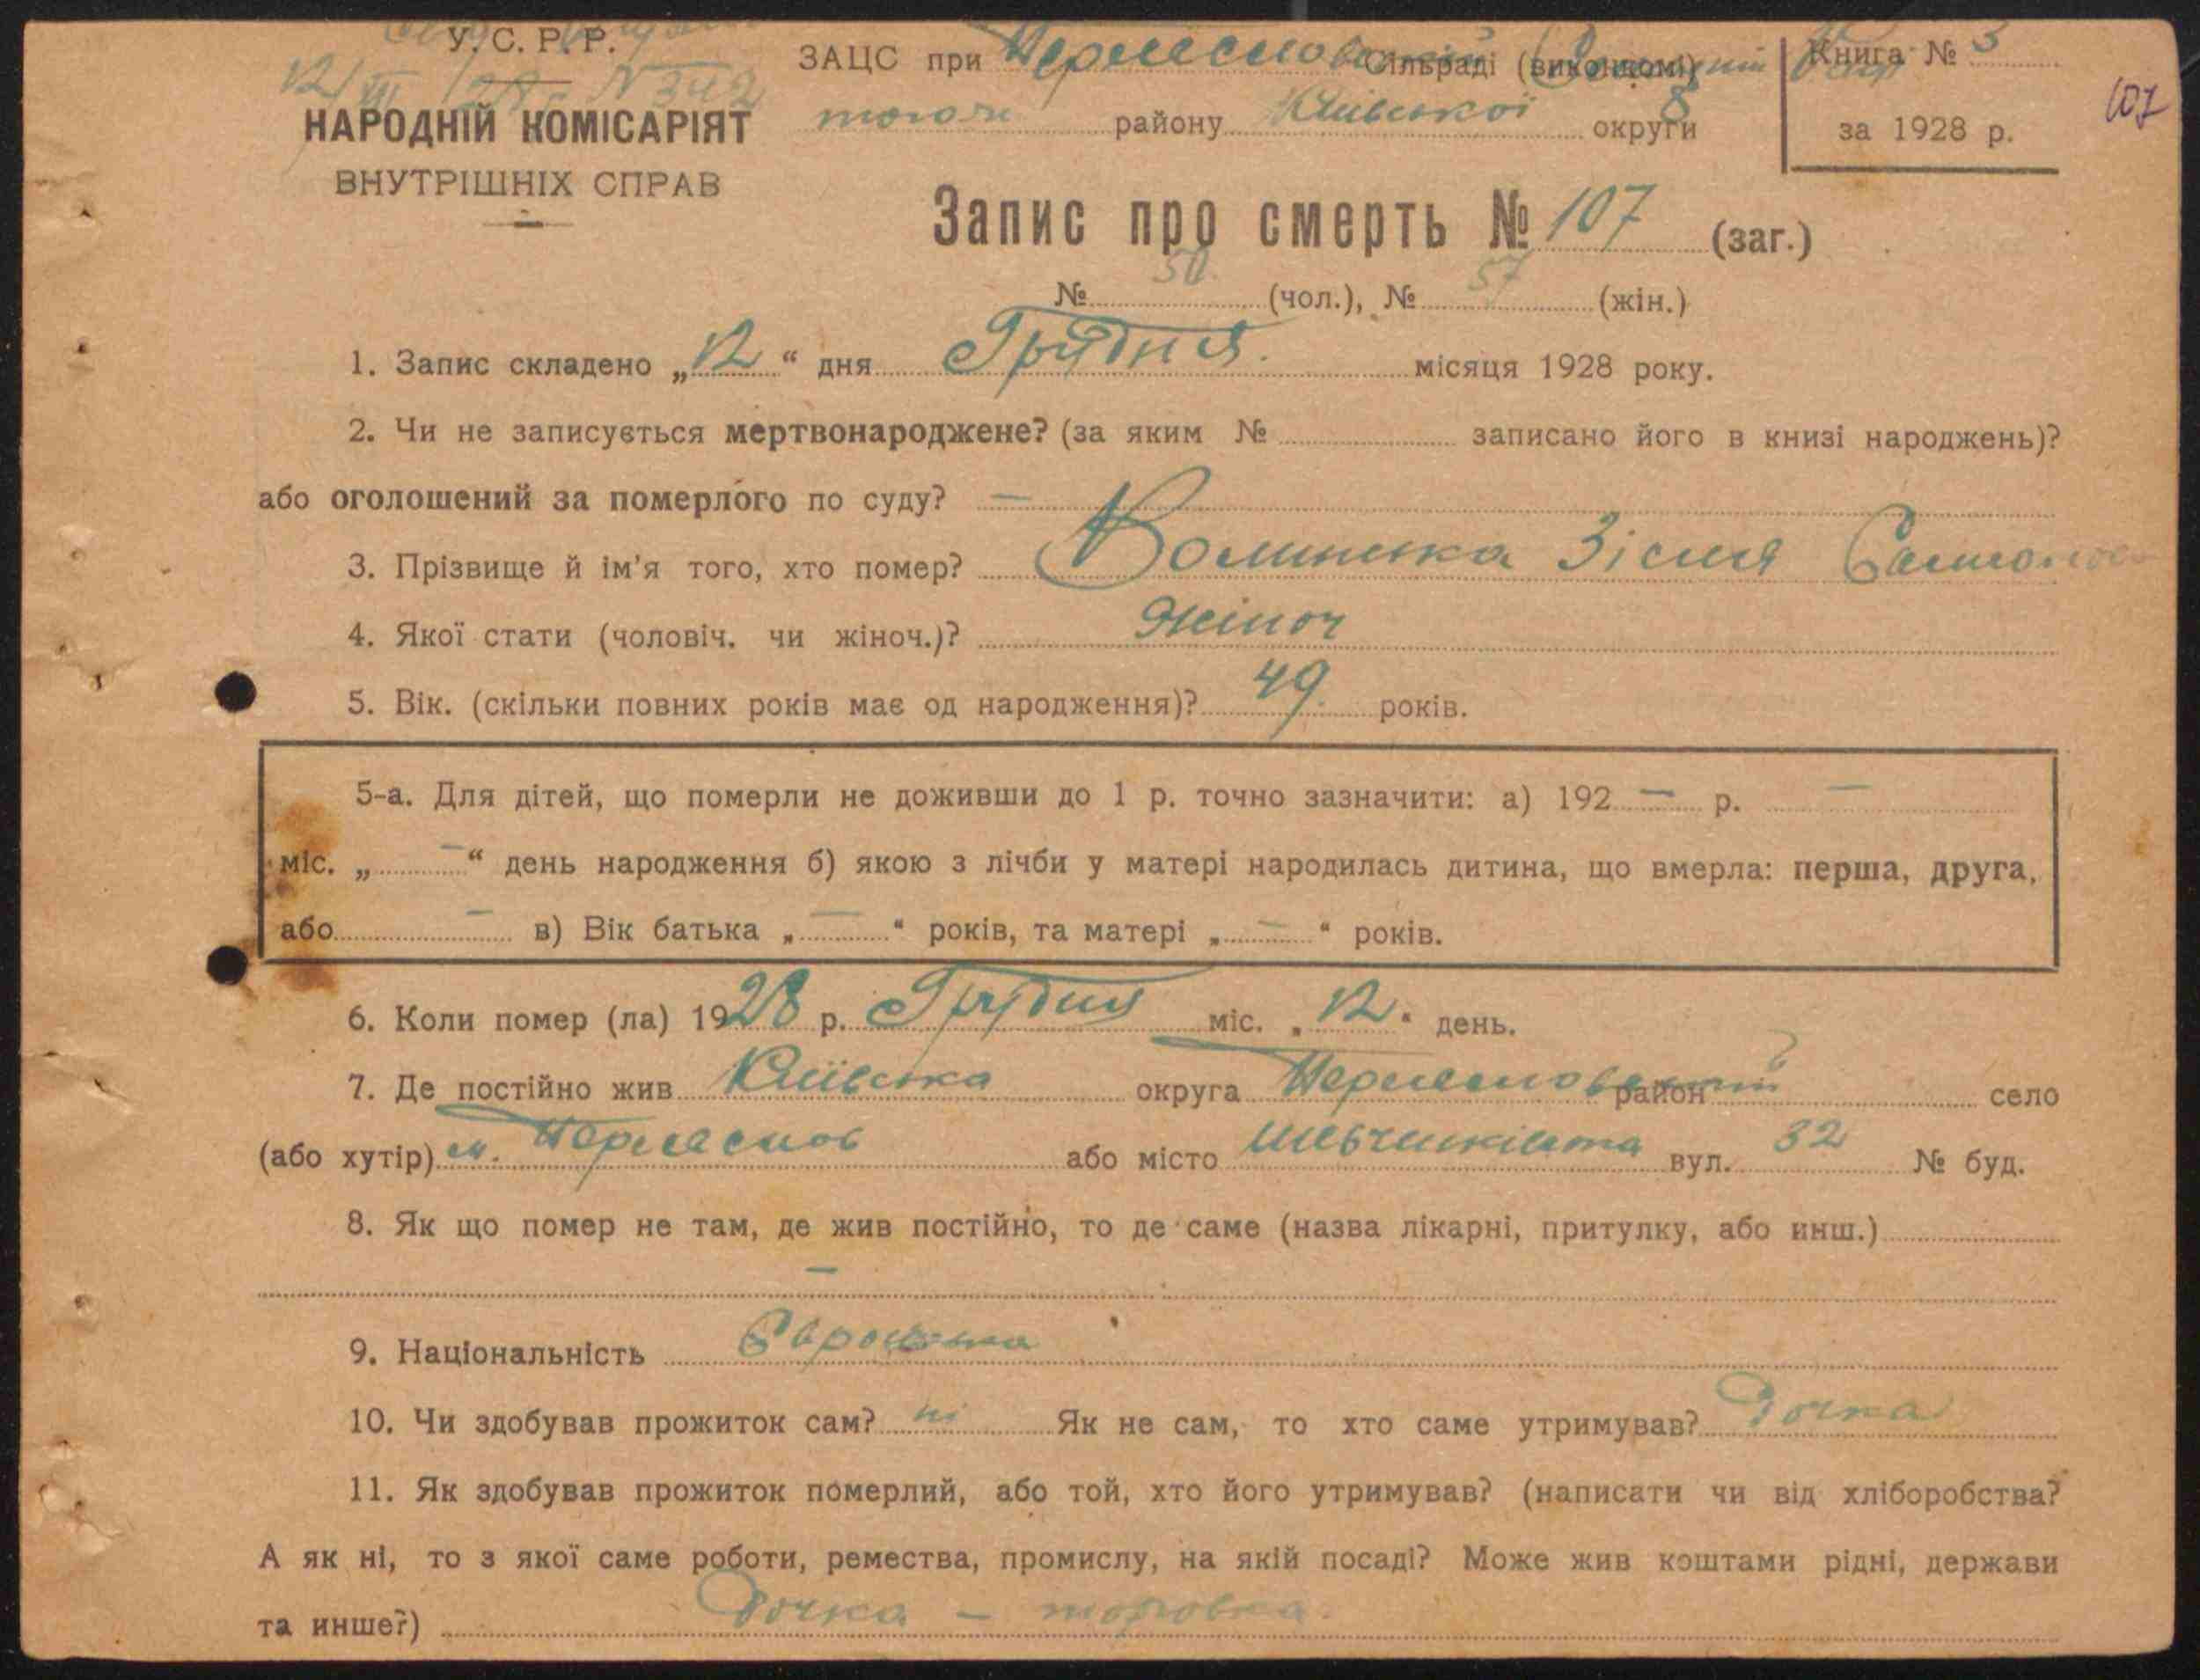 У. С. Р. Р.
12/XII 28 р. N 342
НАРОДНІЙ КОМІСАРІЯТ
ВНУТРІШНІХ СПРАВ
ЗАЦС при Сільраді (виконкомі)
того ж району Київської округи
Книга № 3
за 1928 р.
107
Запис про смерть № 107 (заг.)
№ 50 (чол.), № 57 (жін.)
1. Запис складено „12“ дня Грудня. місяця 1928 року.
2. Чи не записується мертвонароджене? (за яким № записано його в книзі народжень)?
або оголошений за померлого по суду? —
3. Прізвище й ім'я того, хто помер? Зісля
4. Якої стати (чоловіч. чи жіноч.)? жіноч
5. Вік. (скільки повних років має од народження)? 49. років.
5-а. Для дітей, що померли не доживши до 1 р. точно зазначити: а) 192 — р. —
міс. „ — “ день народження б) якою з лічби у матері народилась дитина, що вмерла: перша, друга,
або — в) Вік батька „ — “ років, та матері „ — “ років.
6. Коли помер (ла) 1928 р. Грудня міс. „12“ день.
7. Де постійно жив Київська округа район село
(або хутір) м. або місто вул. 32 № буд.
8. Як що помер не там, де жив постійно, то де саме (назва лікарні, притулку, або инш.)
—
9. Національність
10. Чи здобував прожиток сам? ні Як не сам, то хто саме утримував? Дочка
11. Як здобував прожиток померлий, або той, хто його утримував? (написати чи від хліборобства?
А як ні, то з якої саме роботи, ремества, промислу, на якій посаді? Може жив коштами рідні, держави
та инше?) Дочка –